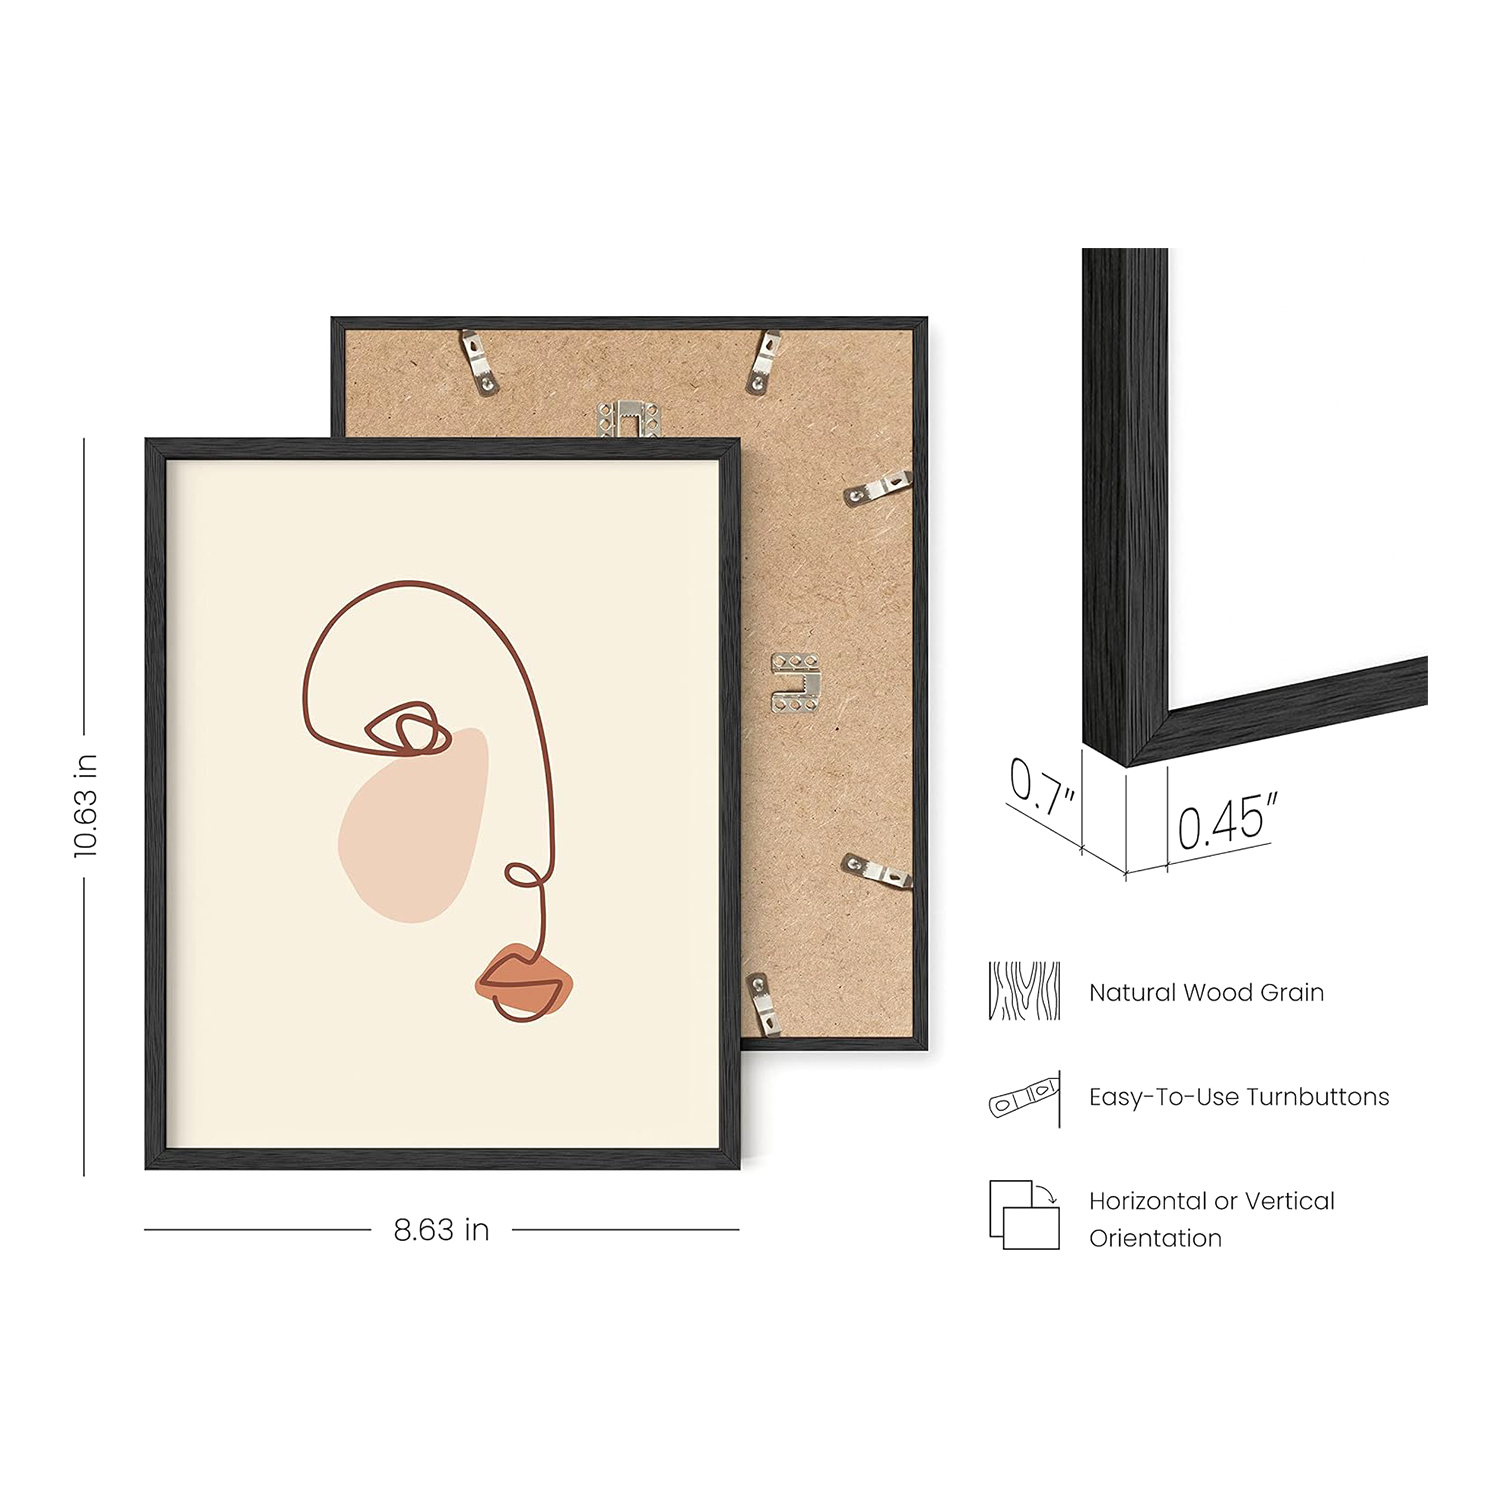 10.63 in
8.63 in
0.7"
0.45"
Natural Wood Grain
Easy-To-Use Turnbuttons
Horizontal or Vertical
Orientation